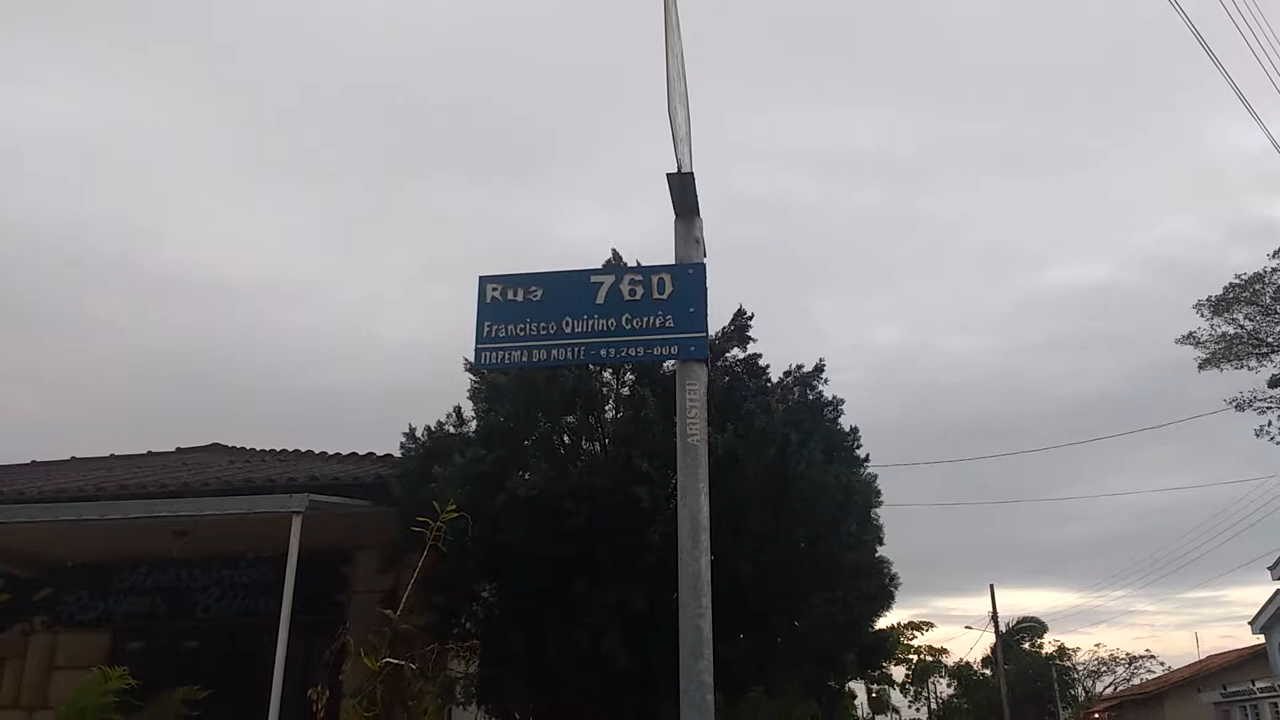 Rua 760
Francisco Quirino Corrêa
ITAPEMA DO NORTE - 89.249-000
ARISTEU